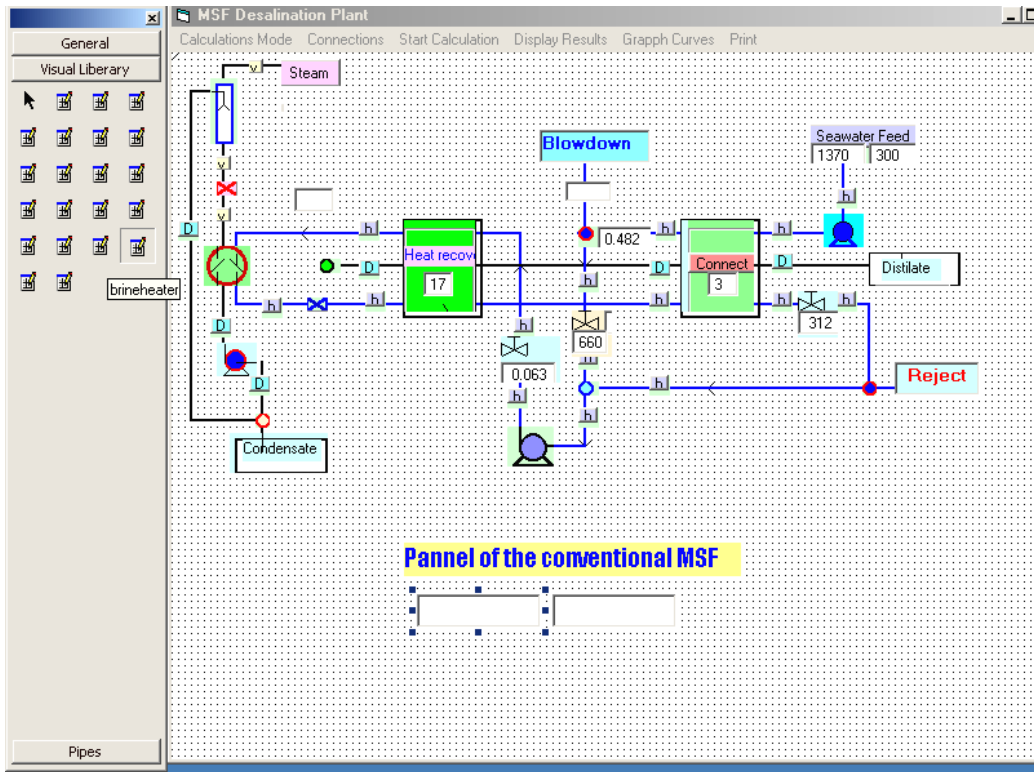 MSF Desalination Plant
General
Visual Liberary
Calculations Mode Connections Start Calculation Display Results Grapph Curves Print
v
Steam
Blowdown
Seawater Feed
1370 300
v
h
v
D
h
0.482
h
h
h
Heat recov
D
D
Connect
D
Distilate
h
17
3
brineheater
h
h
h
h
312
D
h
660
0.063
h
D
h
h
Reject
h
h
Condensate
Pannel of the conventional MSF
Pipes